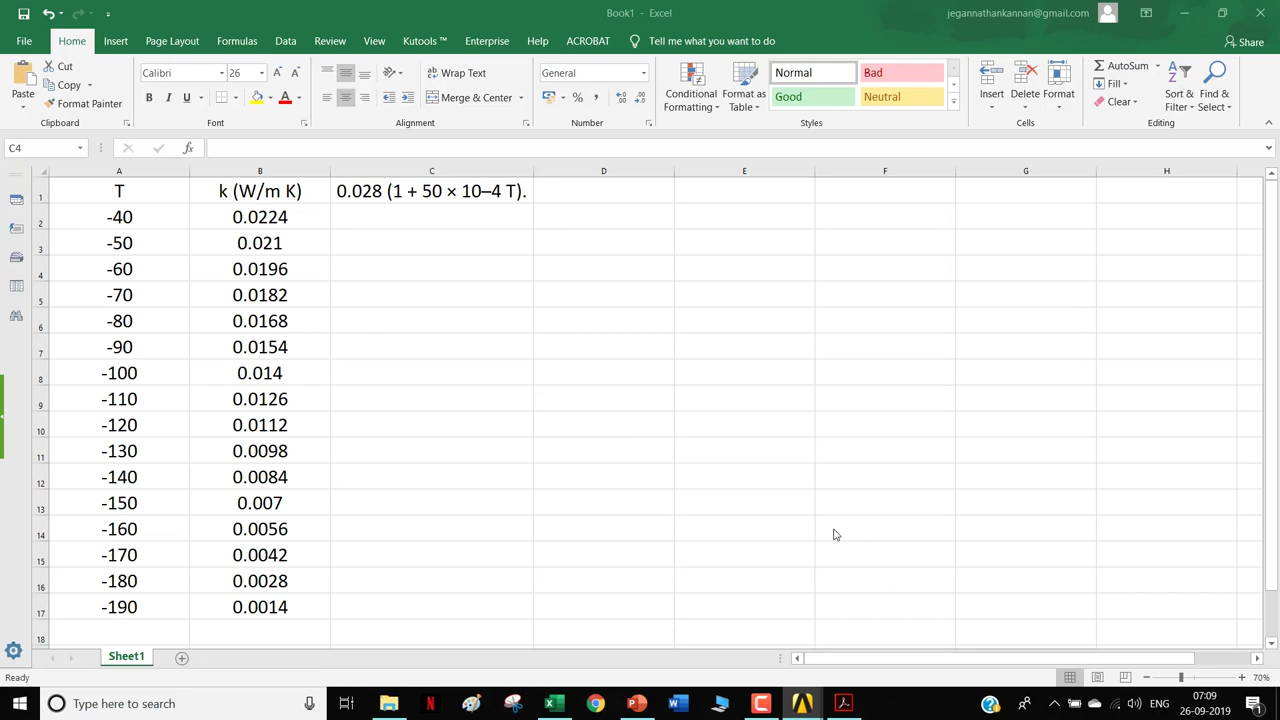 Book1 - Excel
jegannathankannan@gmail.com
File Home Insert Page Layout Formulas Data Review View Kutools ™ Enterprise Help ACROBAT Tell me what you want to do Share
Paste
Cut
Copy
Format Painter
Clipboard
Calibri 26
B I U A
Font
Wrap Text
Merge & Center
Alignment
General
% ,
Number
Conditional Formatting
Format as Table
Normal Bad
Good Neutral
Styles
Insert Delete Format
Cells
AutoSum
Fill
Clear
Sort & Filter
Find & Select
Editing
C4 fx
A B C D E F G H
1 T k (W/m K) 0.028 (1 + 50 × 10–4 T).
2 -40 0.0224
3 -50 0.021
4 -60 0.0196
5 -70 0.0182
6 -80 0.0168
7 -90 0.0154
8 -100 0.014
9 -110 0.0126
10 -120 0.0112
11 -130 0.0098
12 -140 0.0084
13 -150 0.007
14 -160 0.0056
15 -170 0.0042
16 -180 0.0028
17 -190 0.0014
18
Sheet1
Ready 70%
Type here to search
ENG
07:09
26-09-2019